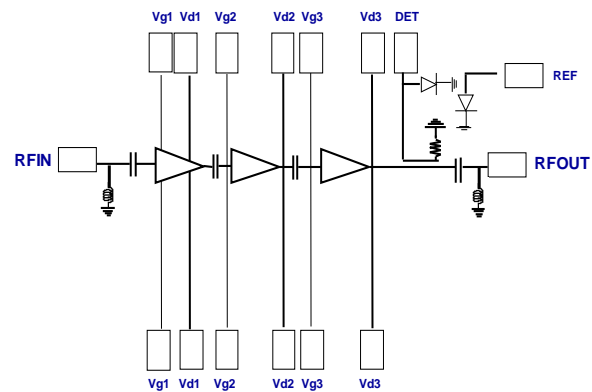 Vg1 Vd1 Vg2 Vd2 Vg3 Vd3 DET
REF
RFIN
RFOUT
Vg1 Vd1 Vg2 Vd2 Vg3 Vd3